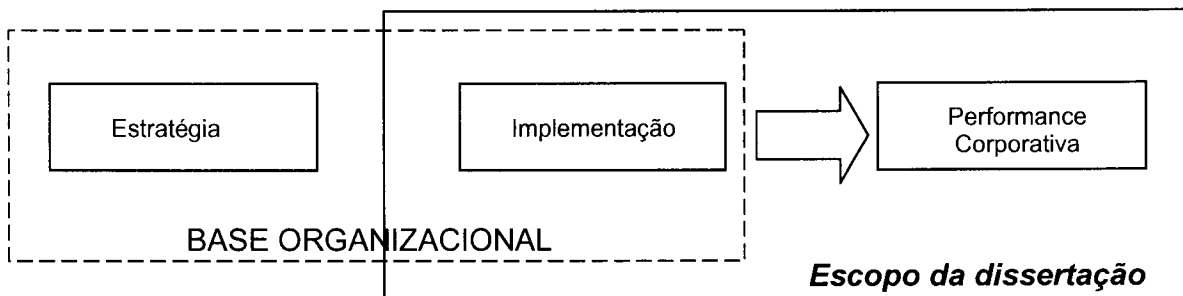 Estratégia
Implementação
Performance
Corporativa
BASE ORGANIZACIONAL
Escopo da dissertação